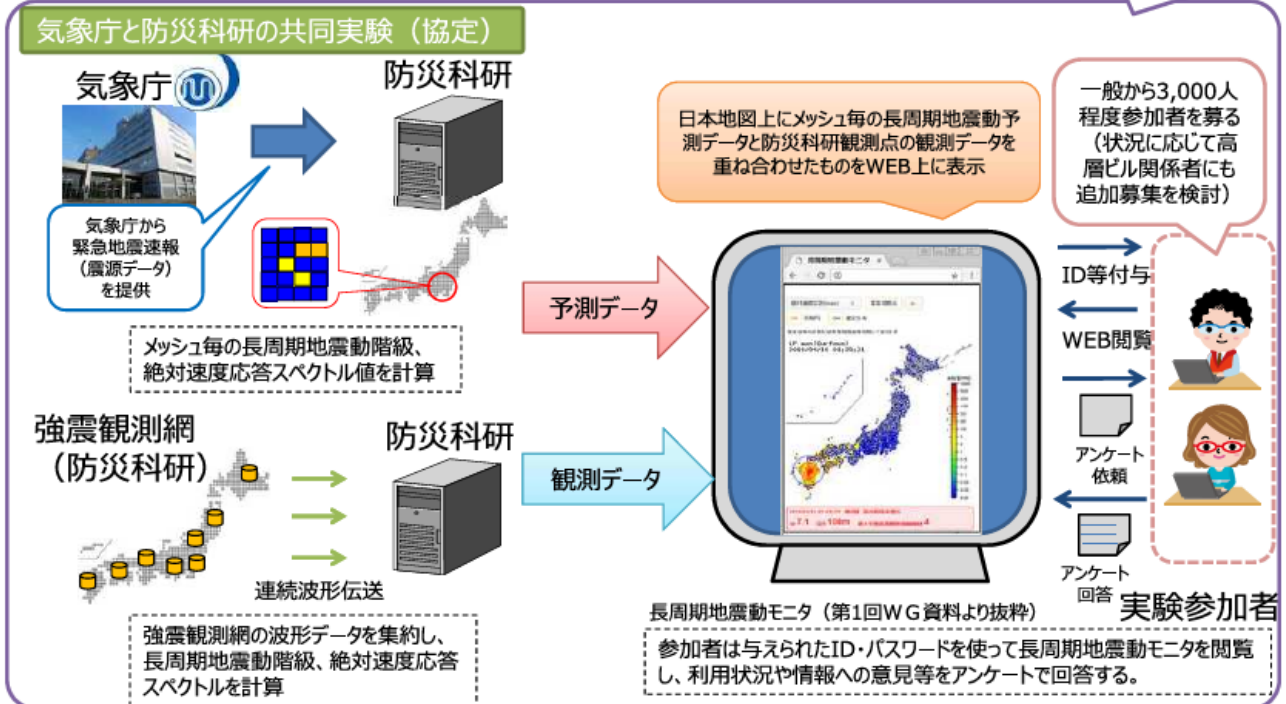 気象庁と防災科研の共同実験（協定）
気象庁
防災科研
気象庁から
緊急地震速報
（震源データ）
を提供
メッシュ毎の長周期地震動階級、
絶対速度応答スペクトル値を計算
強震観測網
（防災科研）
防災科研
連続波形伝送
強震観測網の波形データを集約し、
長周期地震動階級、絶対速度応答
スペクトルを計算
予測データ
観測データ
日本地図上にメッシュ毎の長周期地震動予
測データと防災科研観測点の観測データを
重ね合わせたものをWEB上に表示
長周期地震動モニタ
長周期地震動モニタ（第1回WG資料より抜粋）
一般から3,000人
程度参加者を募る
（状況に応じて高
層ビル関係者にも
追加募集を検討）
ID等付与
WEB閲覧
アンケート
依頼
アンケート
回答
実験参加者
参加者は与えられたID・パスワードを使って長周期地震動モニタを閲覧
し、利用状況や情報への意見等をアンケートで回答する。